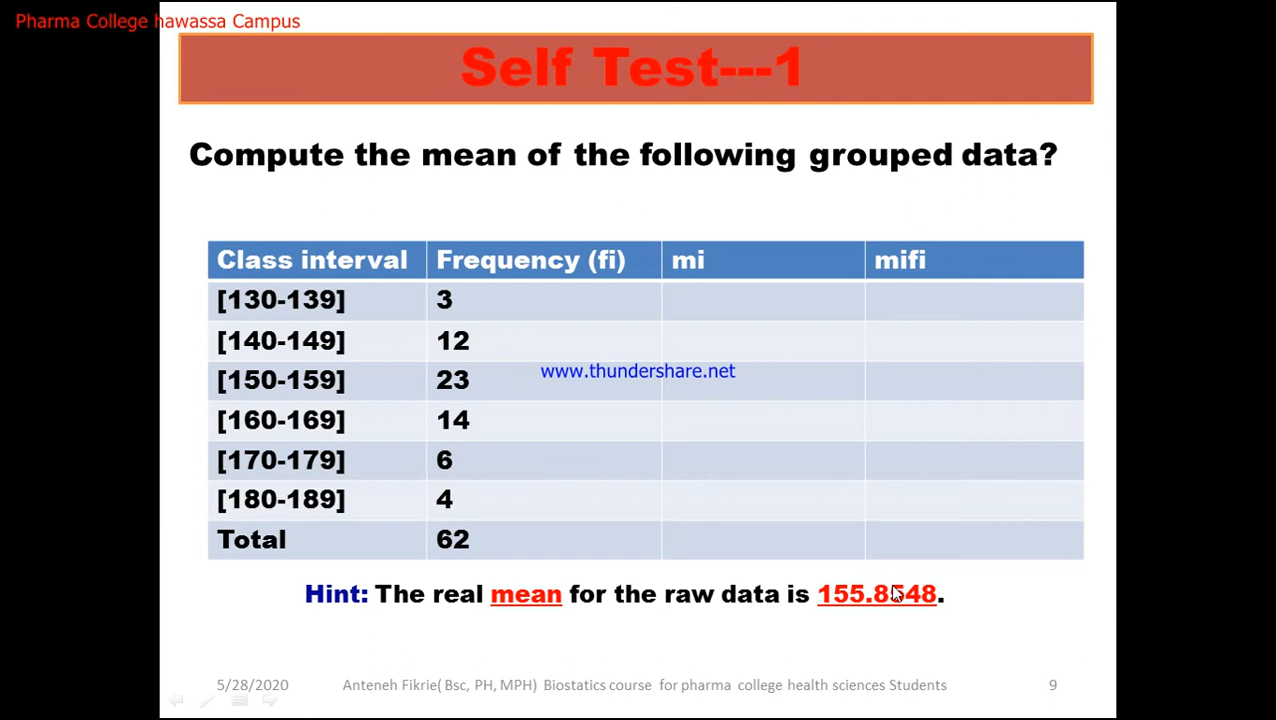 Pharma College hawassa Campus
Self Test---1
Compute the mean of the following grouped data?
Class interval Frequency (fi) mi mifi
[130-139] 3
[140-149] 12
www.thundershare.net
[150-159] 23
[160-169] 14
[170-179] 6
[180-189] 4
Total 62
Hint: The real mean for the raw data is 155.8548.
5/28/2020 Anteneh Fikrie( Bsc, PH, MPH) Biostatics course for pharma college health sciences Students 9